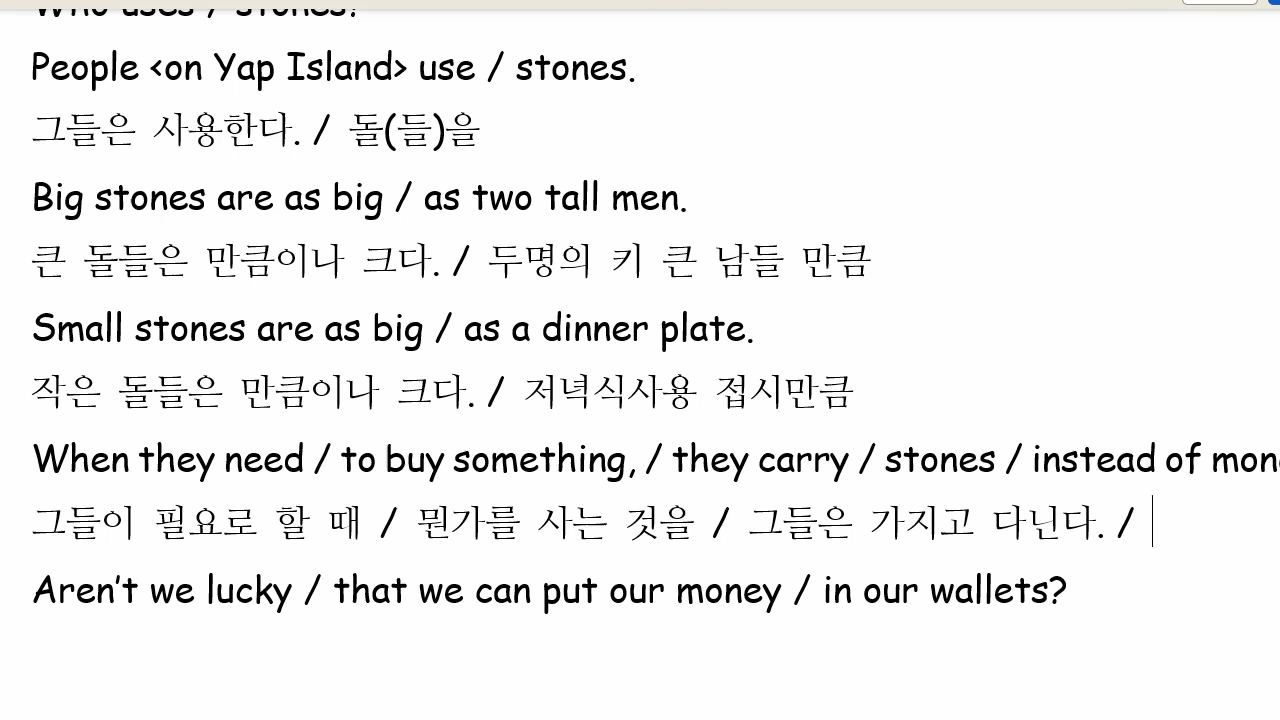 Who uses / stones?
People <on Yap Island> use / stones.
그들은 사용한다. / 돌(들)을
Big stones are as big / as two tall men.
큰 돌들은 만큼이나 크다. / 두명의 키 큰 남들 만큼
Small stones are as big / as a dinner plate.
작은 돌들은 만큼이나 크다. / 저녁식사용 접시만큼
When they need / to buy something, / they carry / stones / instead of
그들이 필요로 할 때 / 뭔가를 사는 것을 / 그들은 가지고 다닌다. /
Aren't we lucky / that we can put our money / in our wallets?